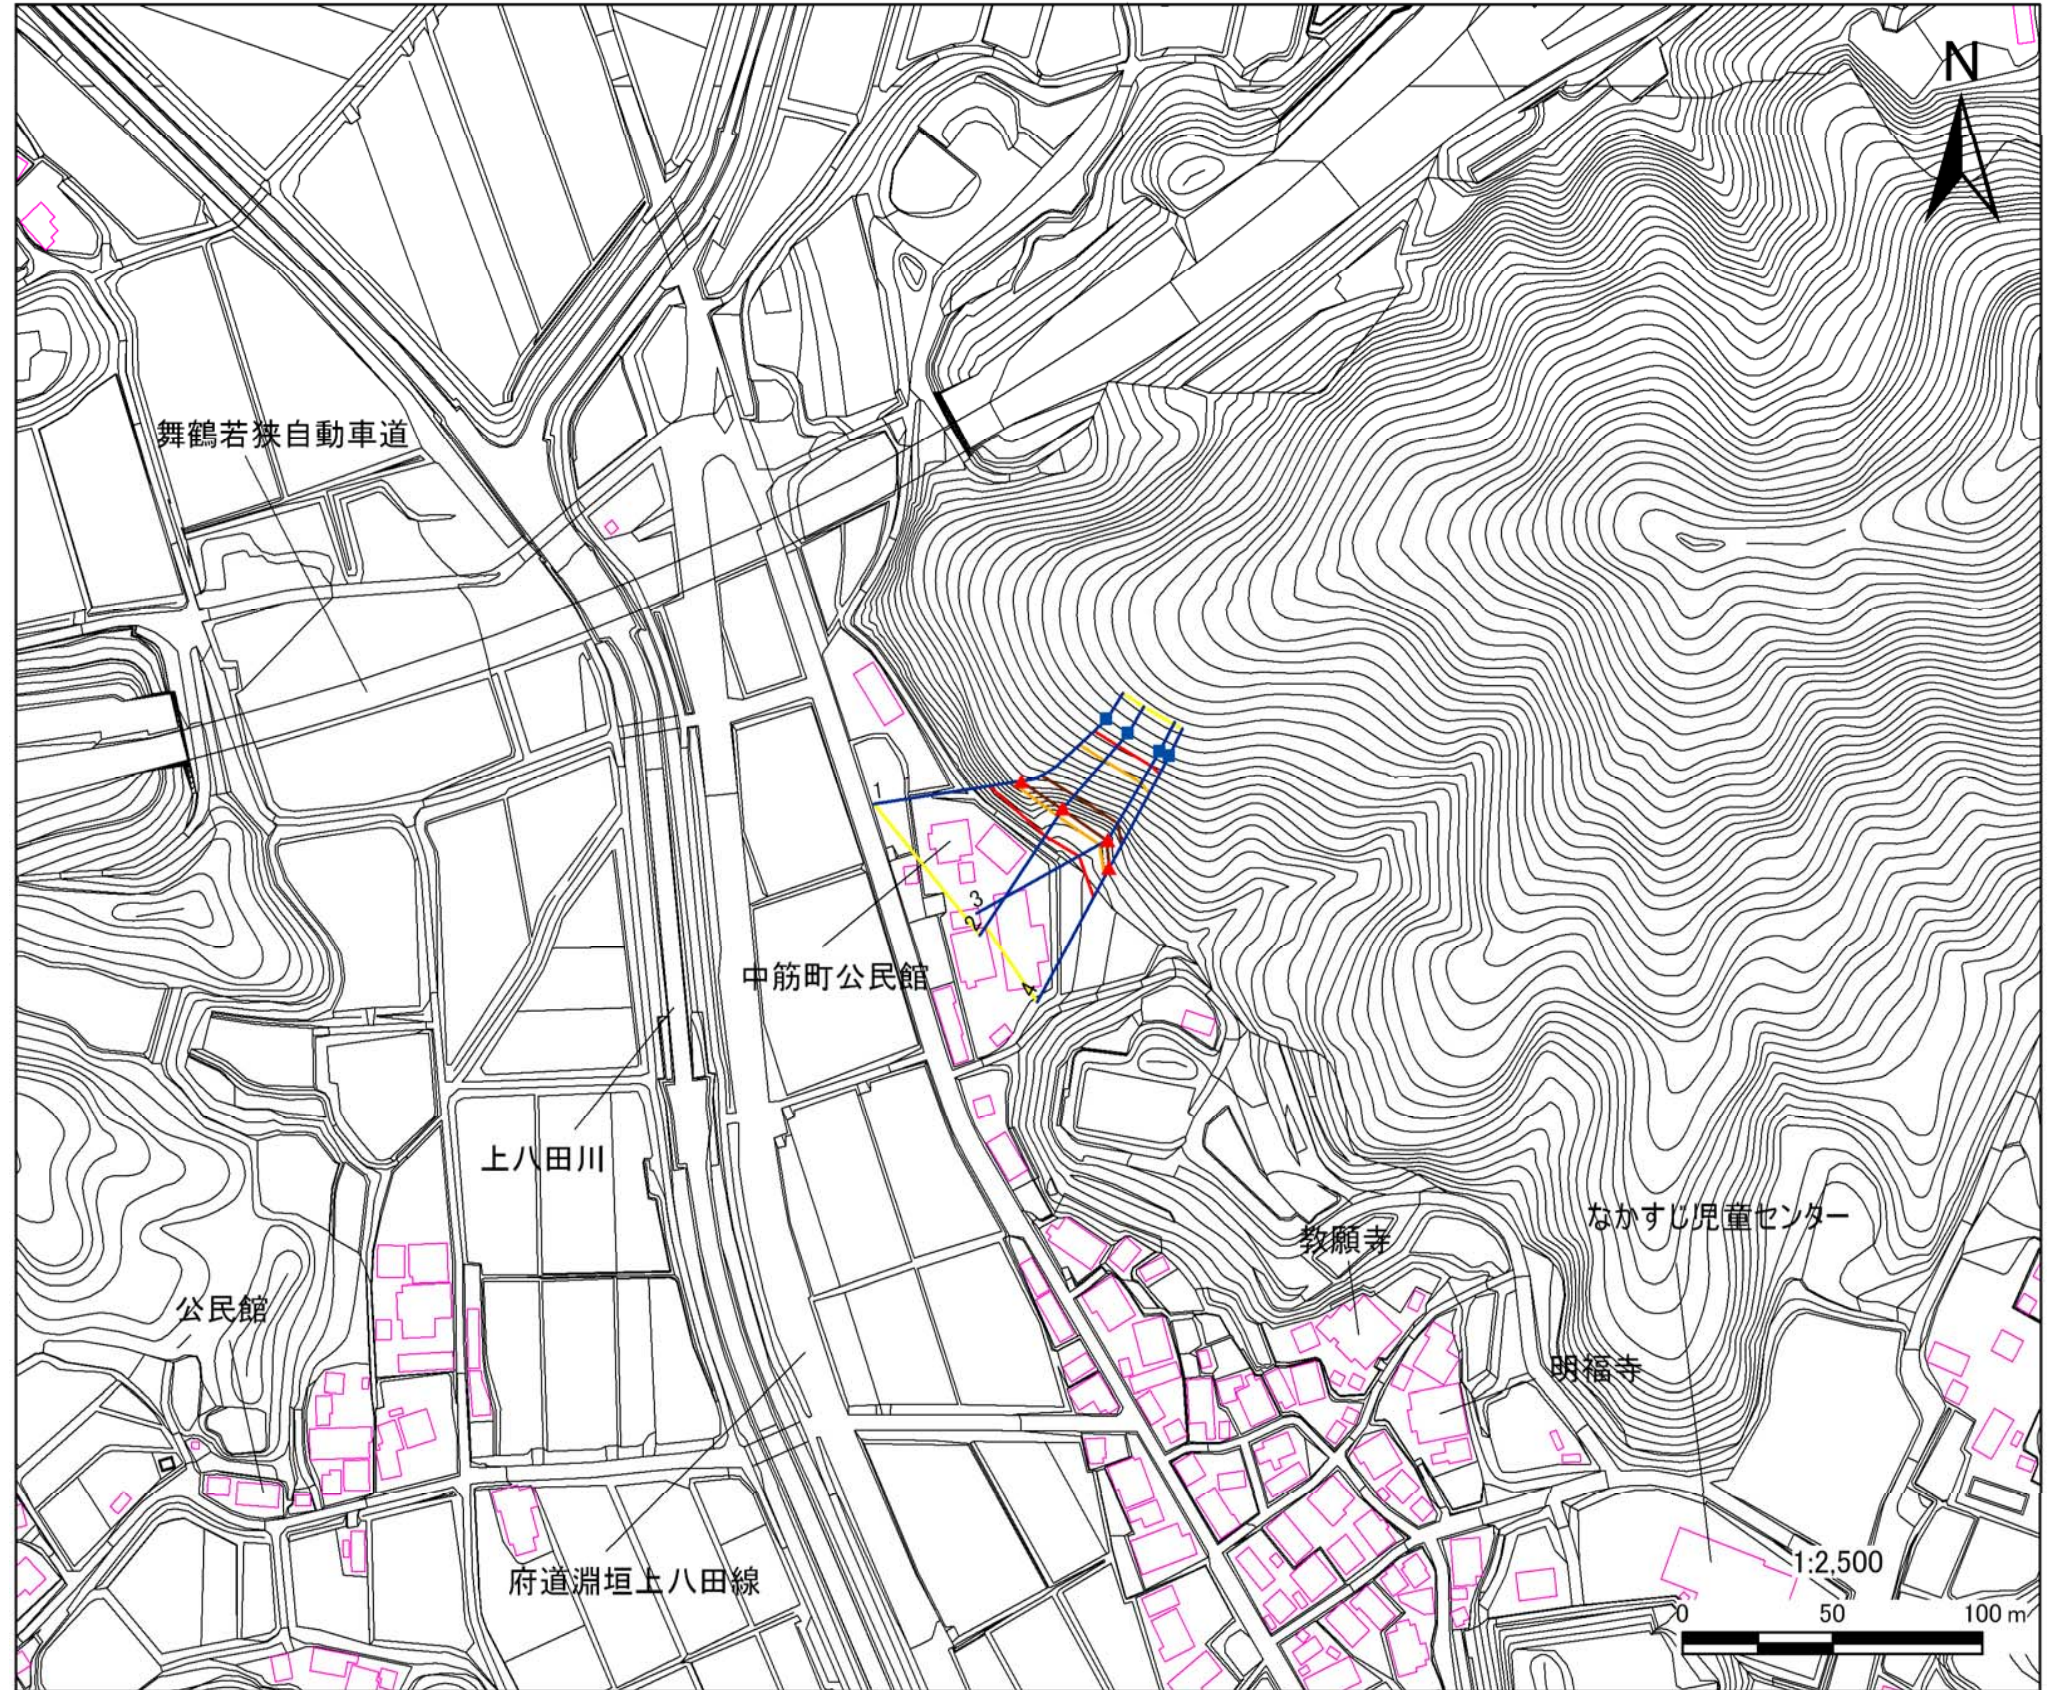 N
舞鶴若狭自動車道
1
3
2
4
中筋町公民館
上八田川
なかすじ児童センター
教願寺
公民館
明福寺
府道淵垣上八田線
1:2,500
0 50 100 m